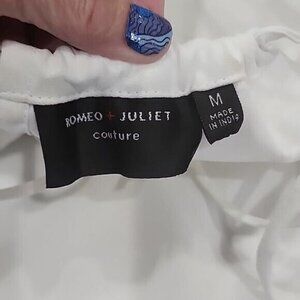 ROMEO + JULIET
couture
M
MADE
IN INDIA